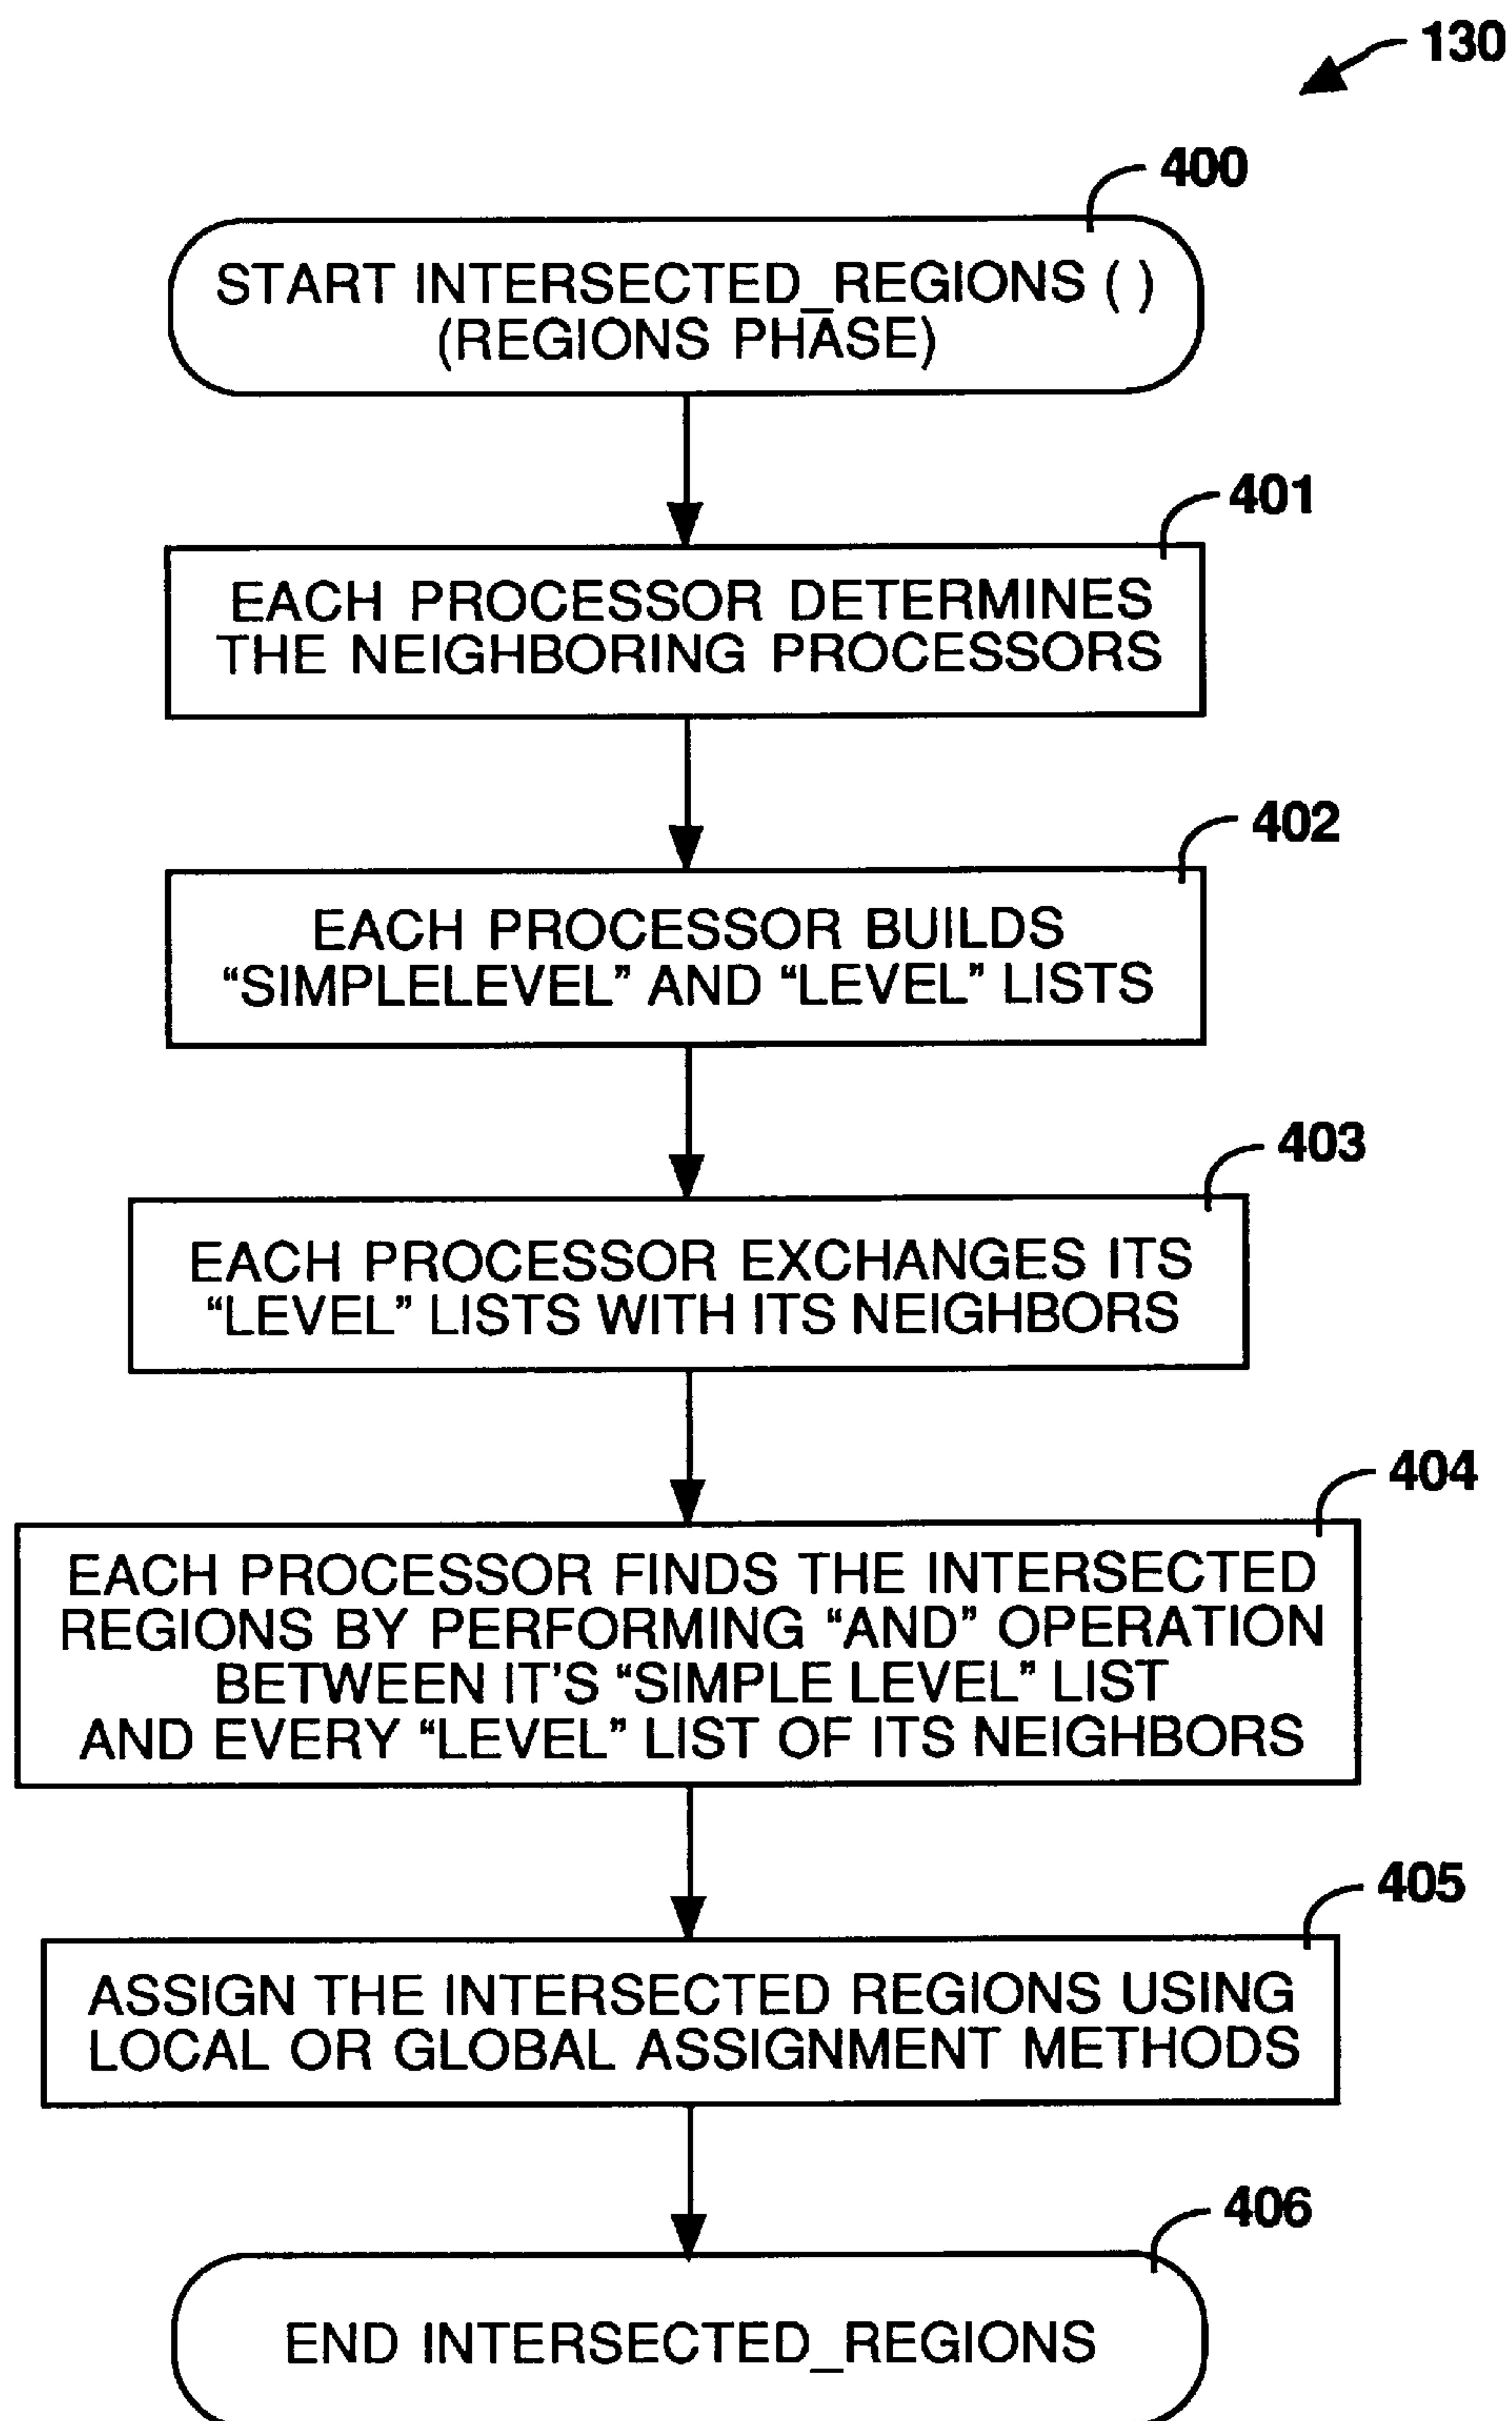 130
400
START INTERSECTED_REGIONS ( )
(REGIONS PHASE)
401
EACH PROCESSOR DETERMINES
THE NEIGHBORING PROCESSORS
402
EACH PROCESSOR BUILDS
“SIMPLELEVEL” AND “LEVEL” LISTS
403
EACH PROCESSOR EXCHANGES ITS
“LEVEL” LISTS WITH ITS NEIGHBORS
404
EACH PROCESSOR FINDS THE INTERSECTED
REGIONS BY PERFORMING “AND” OPERATION
BETWEEN IT’S “SIMPLE LEVEL” LIST
AND EVERY “LEVEL” LIST OF ITS NEIGHBORS
405
ASSIGN THE INTERSECTED REGIONS USING
LOCAL OR GLOBAL ASSIGNMENT METHODS
406
END INTERSECTED_REGIONS